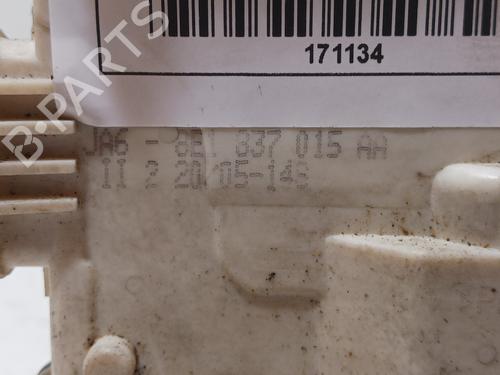 171134
B-PARTS
JA6 - 8E1 837 015 AA
II 2 20/05-148